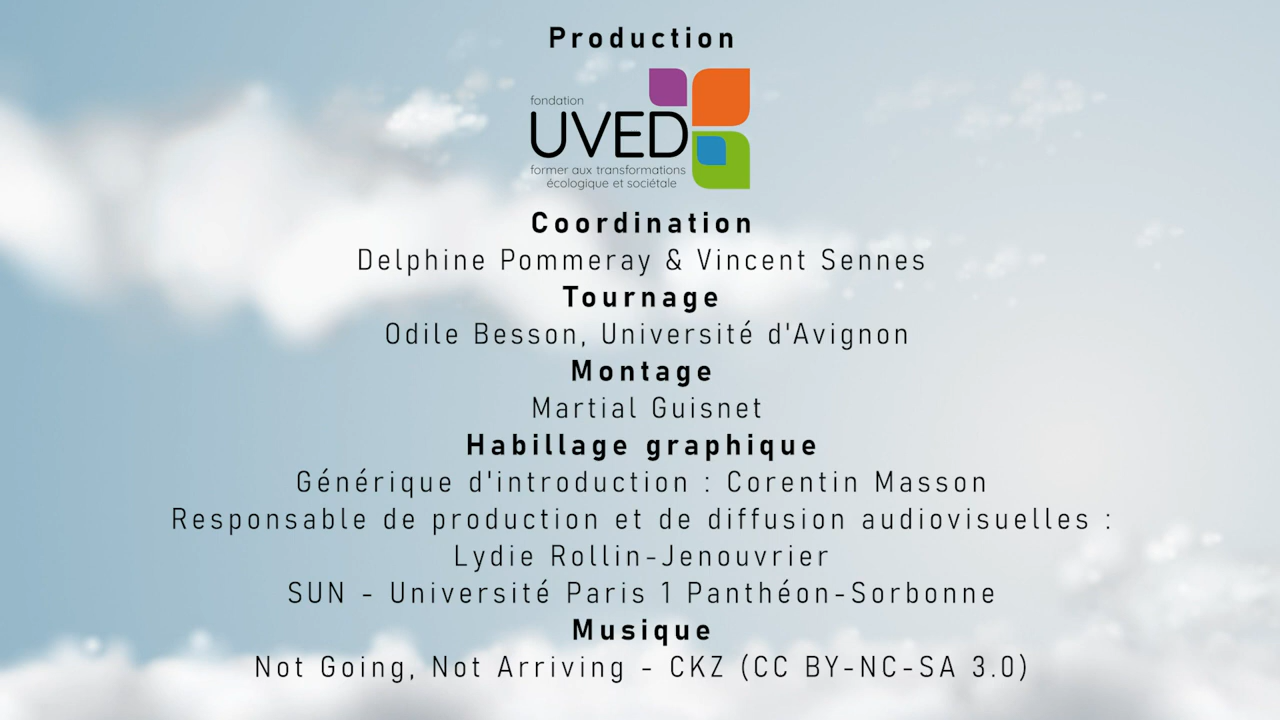 Production
fondation
UVED
former aux transformations
écologique et sociétale
Coordination
Delphine Pommeray & Vincent Sennes
Tournage
Odile Besson, Université d'Avignon
Montage
Martial Guisnet
Habillage graphique
Générique d'introduction : Corentin Masson
Responsable de production et de diffusion audiovisuelles :
Lydie Rollin-Jenouvrier
SUN - Université Paris 1 Panthéon-Sorbonne
Musique
Not Going, Not Arriving - CKZ (CC BY-NC-SA 3.0)